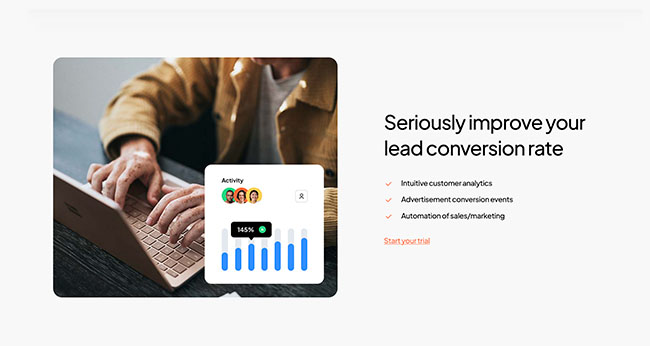 Activity
145%
Seriously improve your
lead conversion rate
Intuitive customer analytics
Advertisement conversion events
Automation of sales/marketing
Start your trial